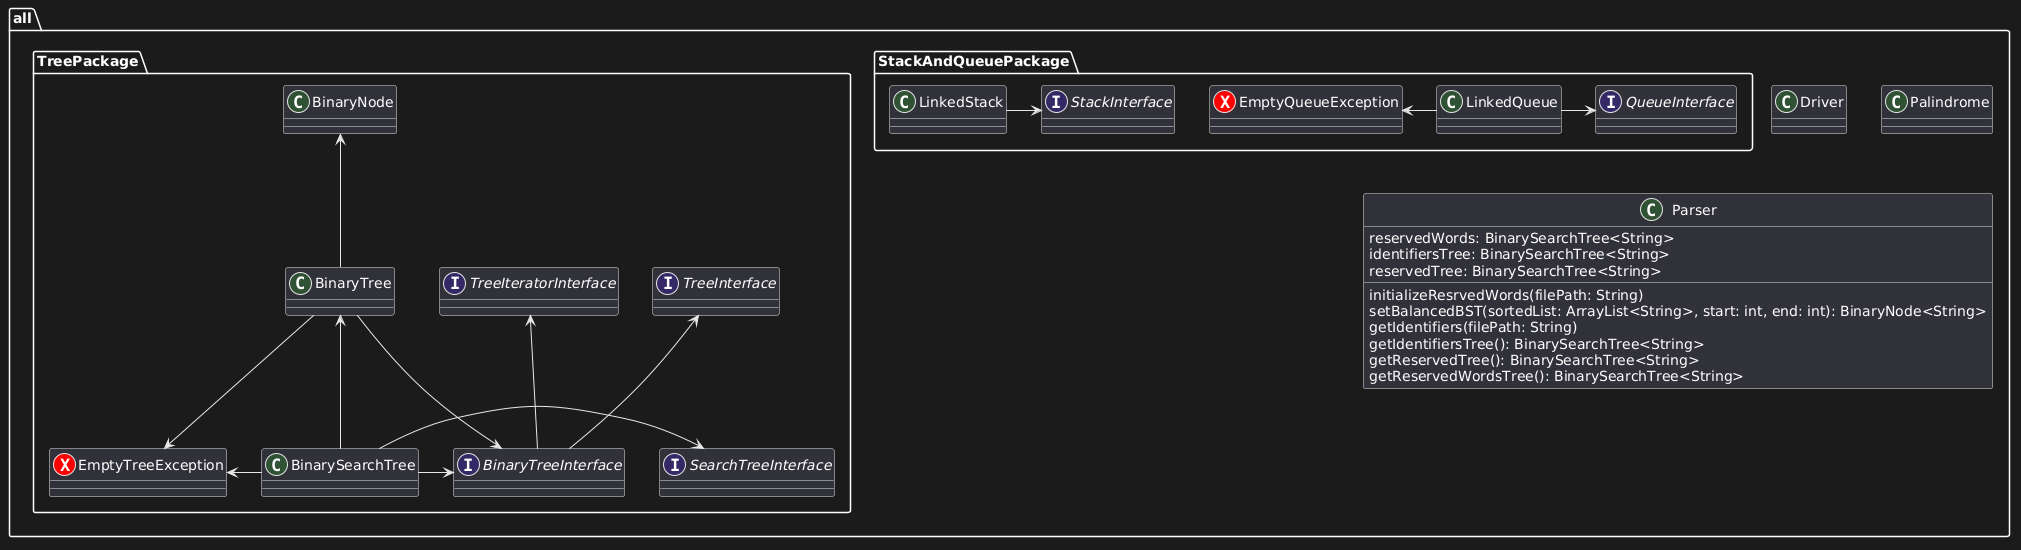 all
TreePackage
C BinaryNode
C BinaryTree
I TreeIteratorInterface
I TreeInterface
X EmptyTreeException
C BinarySearchTree
I BinaryTreeInterface
I SearchTreeInterface
StackAndQueuePackage
C LinkedStack
I StackInterface
X EmptyQueueException
C LinkedQueue
I QueueInterface
C Driver
C Palindrome
C Parser
reservedWords: BinarySearchTree<String>
identifiersTree: BinarySearchTree<String>
reservedTree: BinarySearchTree<String>
initializeResrvedWords(filePath: String)
setBalancedBST(sortedList: ArrayList<String>, start: int, end: int): BinaryNode<String>
getIdentifiers(filePath: String)
getIdentifiersTree(): BinarySearchTree<String>
getReservedTree(): BinarySearchTree<String>
getReservedWordsTree(): BinarySearchTree<String>